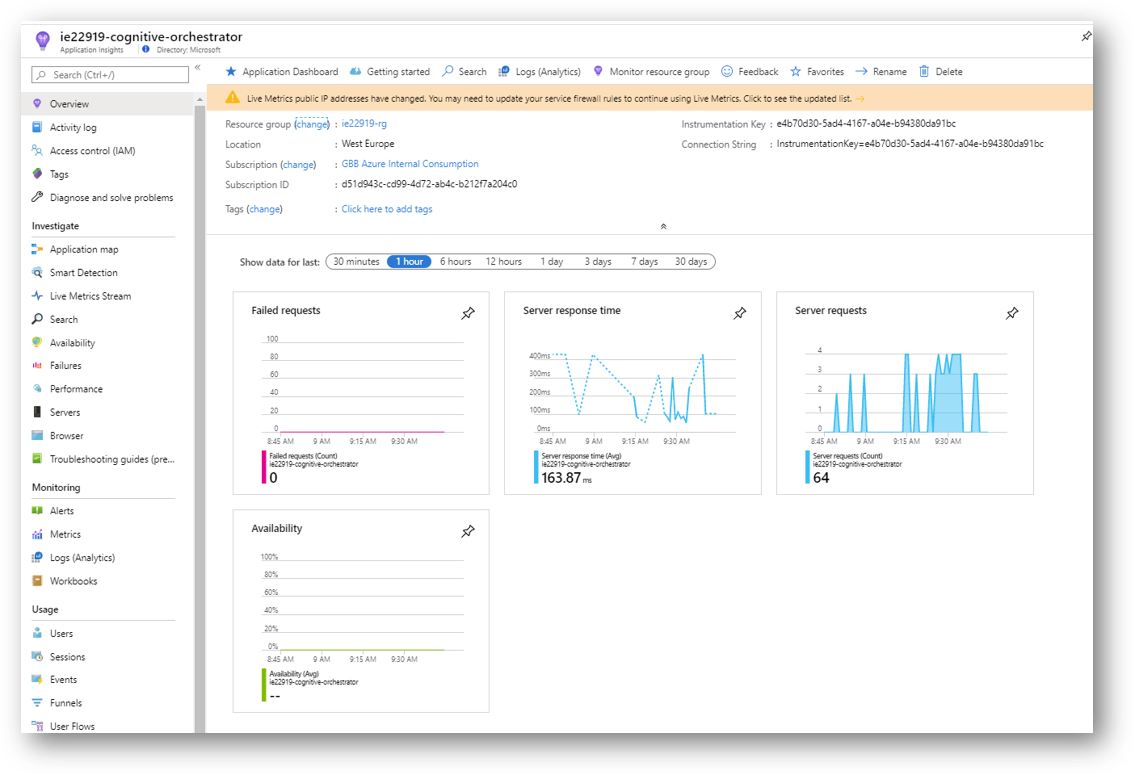 ie22919-cognitive-orchestrator
Application Insights Directory: Microsoft
Search (Ctrl+/)
Overview
Activity log
Access control (IAM)
Tags
Diagnose and solve problems
Investigate
Application map
Smart Detection
Live Metrics Stream
Search
Availability
Failures
Performance
Servers
Browser
Troubleshooting guides (pre...
Monitoring
Alerts
Metrics
Logs (Analytics)
Workbooks
Usage
Users
Sessions
Events
Funnels
User Flows
Application Dashboard Getting started Search Logs (Analytics) Monitor resource group Feedback Favorites Rename Delete
Live Metrics public IP addresses have changed. You may need to update your service firewall rules to continue using Live Metrics. Click to see the updated list.
Resource group (change) : ie22919-rg
Location : West Europe
Subscription (change) : GBB Azure Internal Consumption
Subscription ID : d51d943c-cd99-4d72-ab4c-b212f7a204c0
Tags (change) : Click here to add tags
Instrumentation Key : e4b70d30-5ad4-4167-a04e-b94380da91bc
Connection String : InstrumentationKey=e4b70d30-5ad4-4167-a04e-b94380da91bc
Show data for last: 30 minutes 1 hour 6 hours 12 hours 1 day 3 days 7 days 30 days
Failed requests
100
80
60
40
20
0
8:45 AM 9 AM 9:15 AM 9:30 AM
Failed requests (Count)
ie22919-cognitive-orchestrator
0
Server response time
400ms
300ms
200ms
100ms
0ms
8:45 AM 9 AM 9:15 AM 9:30 AM
Server response time (Avg)
ie22919-cognitive-orchestrator
163.87 ms
Server requests
4
3
2
1
0
8:45 AM 9 AM 9:15 AM 9:30 AM
Server requests (Count)
ie22919-cognitive-orchestrator
64
Availability
100%
80%
60%
40%
20%
0%
8:45 AM 9 AM 9:15 AM 9:30 AM
Availability (Avg)
ie22919-cognitive-orchestrator
--